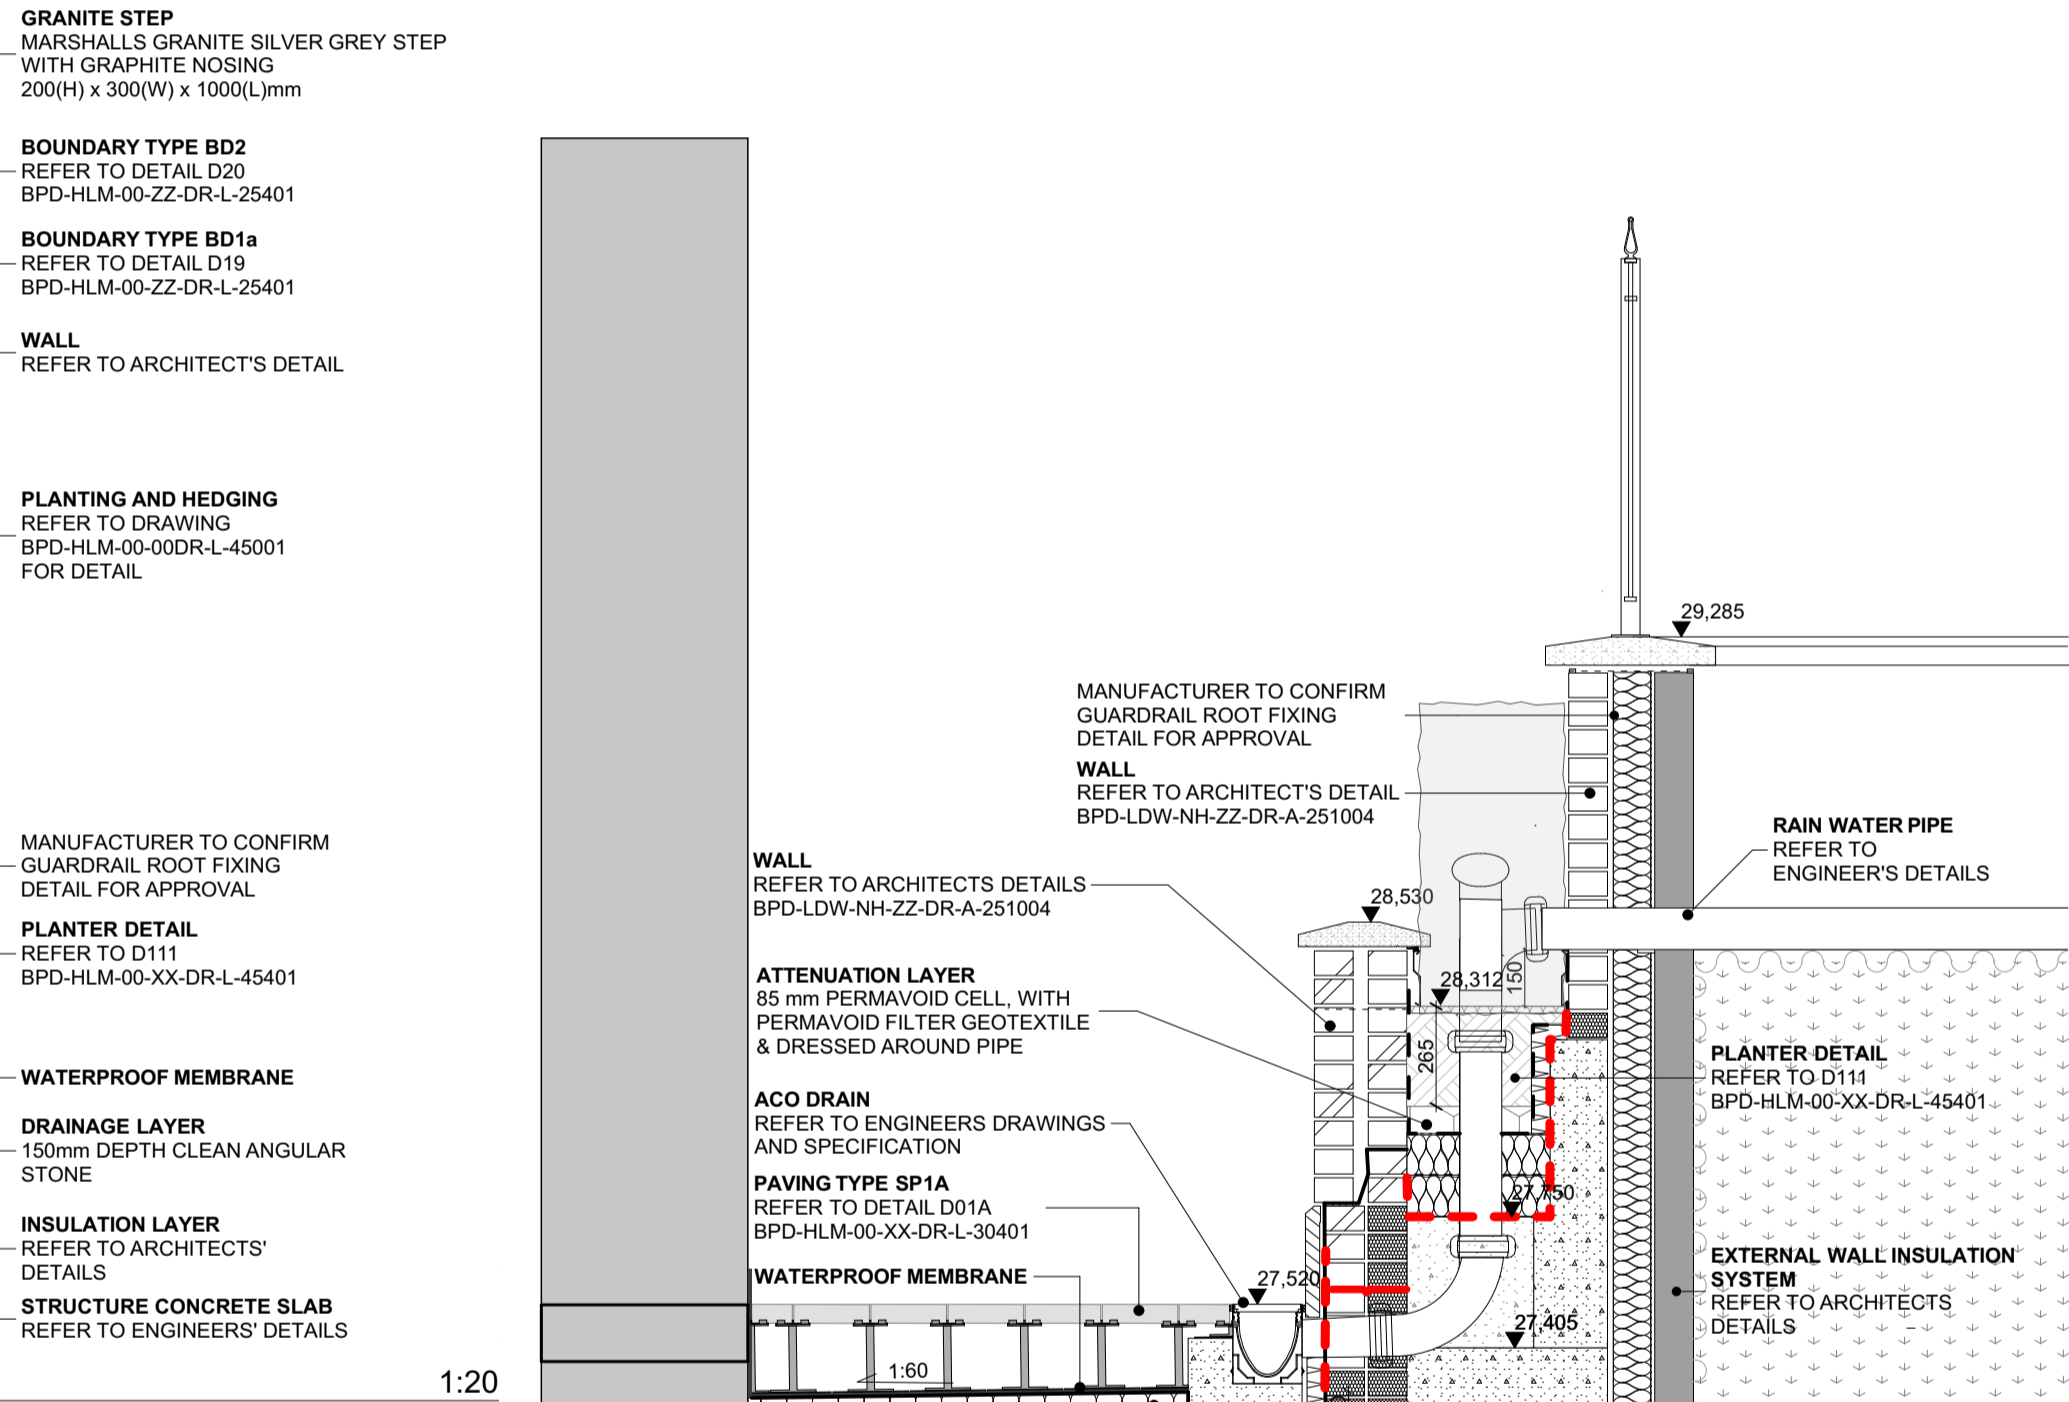 GRANITE STEP
MARSHALLS GRANITE SILVER GREY STEP
WITH GRAPHITE NOSING
200(H) x 300(W) x 1000(L)mm
BOUNDARY TYPE BD2
REFER TO DETAIL D20
BPD-HLM-00-ZZ-DR-L-25401
BOUNDARY TYPE BD1a
REFER TO DETAIL D19
BPD-HLM-00-ZZ-DR-L-25401
WALL
REFER TO ARCHITECT'S DETAIL
PLANTING AND HEDGING
REFER TO DRAWING
BPD-HLM-00-00DR-L-45001
FOR DETAIL
MANUFACTURER TO CONFIRM
GUARDRAIL ROOT FIXING
DETAIL FOR APPROVAL
PLANTER DETAIL
REFER TO D111
BPD-HLM-00-XX-DR-L-45401
WATERPROOF MEMBRANE
DRAINAGE LAYER
150mm DEPTH CLEAN ANGULAR
STONE
INSULATION LAYER
REFER TO ARCHITECTS'
DETAILS
STRUCTURE CONCRETE SLAB
REFER TO ENGINEERS' DETAILS
1:20
29,285
MANUFACTURER TO CONFIRM
GUARDRAIL ROOT FIXING
DETAIL FOR APPROVAL
WALL
REFER TO ARCHITECT'S DETAIL
BPD-LDW-NH-ZZ-DR-A-251004
WALL
REFER TO ARCHITECTS DETAILS
BPD-LDW-NH-ZZ-DR-A-251004
28,530
ATTENUATION LAYER
85 mm PERMAVOID CELL, WITH
PERMAVOID FILTER GEOTEXTILE
& DRESSED AROUND PIPE
28,312
150
265
ACO DRAIN
REFER TO ENGINEERS DRAWINGS
AND SPECIFICATION
PAVING TYPE SP1A
REFER TO DETAIL D01A
BPD-HLM-00-XX-DR-L-30401
27,750
WATERPROOF MEMBRANE
27,520
27,405
1:60
RAIN WATER PIPE
REFER TO
ENGINEER'S DETAILS
PLANTER DETAIL
REFER TO D111
BPD-HLM-00-XX-DR-L-45401
EXTERNAL WALL INSULATION
SYSTEM
REFER TO ARCHITECTS
DETAILS